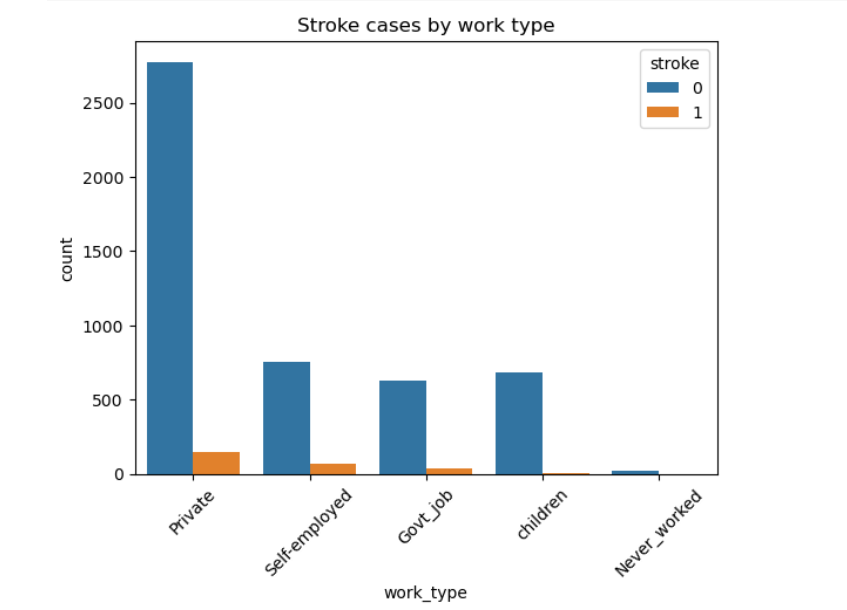 Stroke cases by work type
stroke
0
1
2500
2000
1500
1000
500
0
count
Private
Self-employed
Govt_job
children
Never_worked
work_type